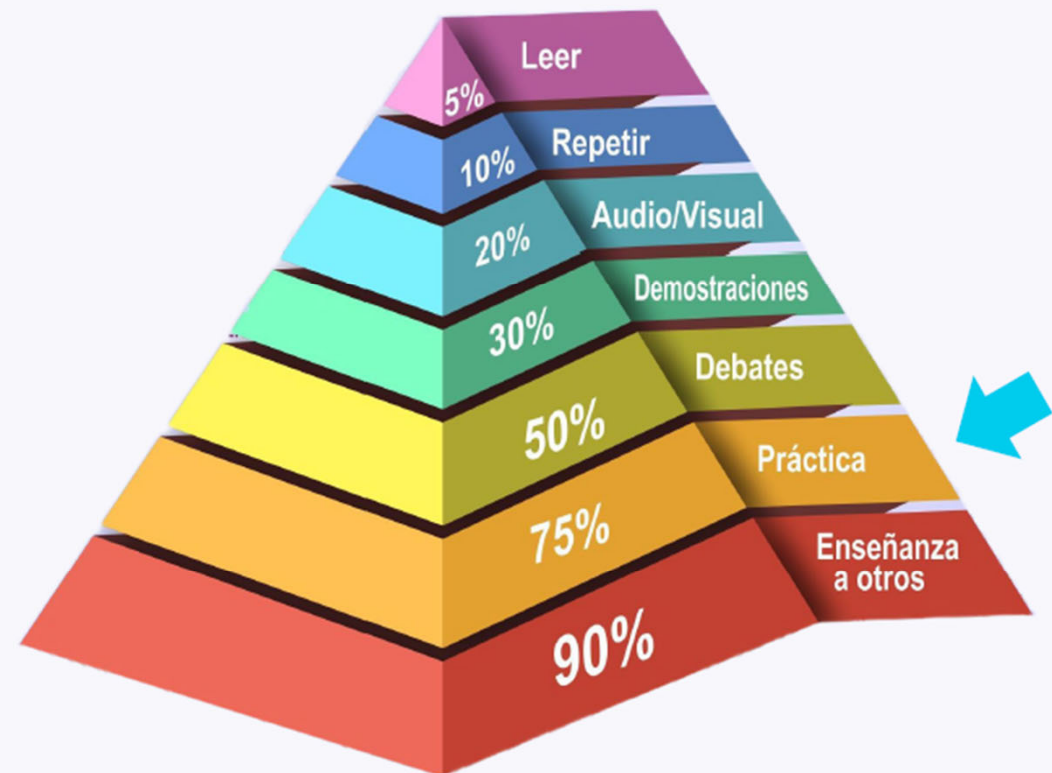 Leer
5%
Repetir
10%
Audio/Visual
20%
Demostraciones
30%
Debates
50%
Práctica
75%
Enseñanza
a otros
90%